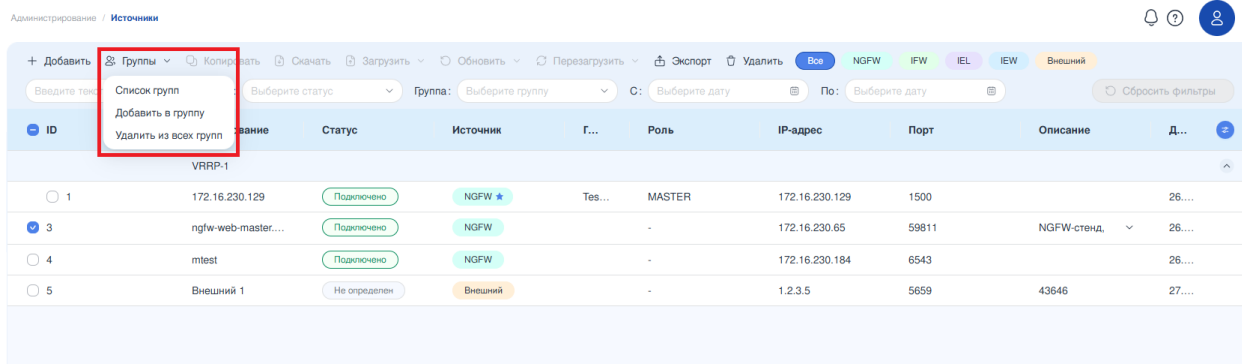 Администрирование / Источники
+ Добавить Группы Копировать Скачать Загрузить Обновить Перезагрузить Экспорт Удалить Все NGFW IFW IEL IEW Внешний
Введите текс : Выберите статус Группа: Выберите группу С: Выберите дату По: Выберите дату Сбросить фильтры
Список групп
Добавить в группу
Удалить из всех групп
ID вание Статус Источник Г... Роль IP-адрес Порт Описание Д...
VRRP-1
1 172.16.230.129 Подключено NGFW Tes... MASTER 172.16.230.129 1500 26....
3 ngfw-web-master.... Подключено NGFW - 172.16.230.65 59811 NGFW-стенд, 26....
4 mtest Подключено NGFW - 172.16.230.184 6543 26....
5 Внешний 1 Не определен Внешний - 1.2.3.5 5659 43646 27....